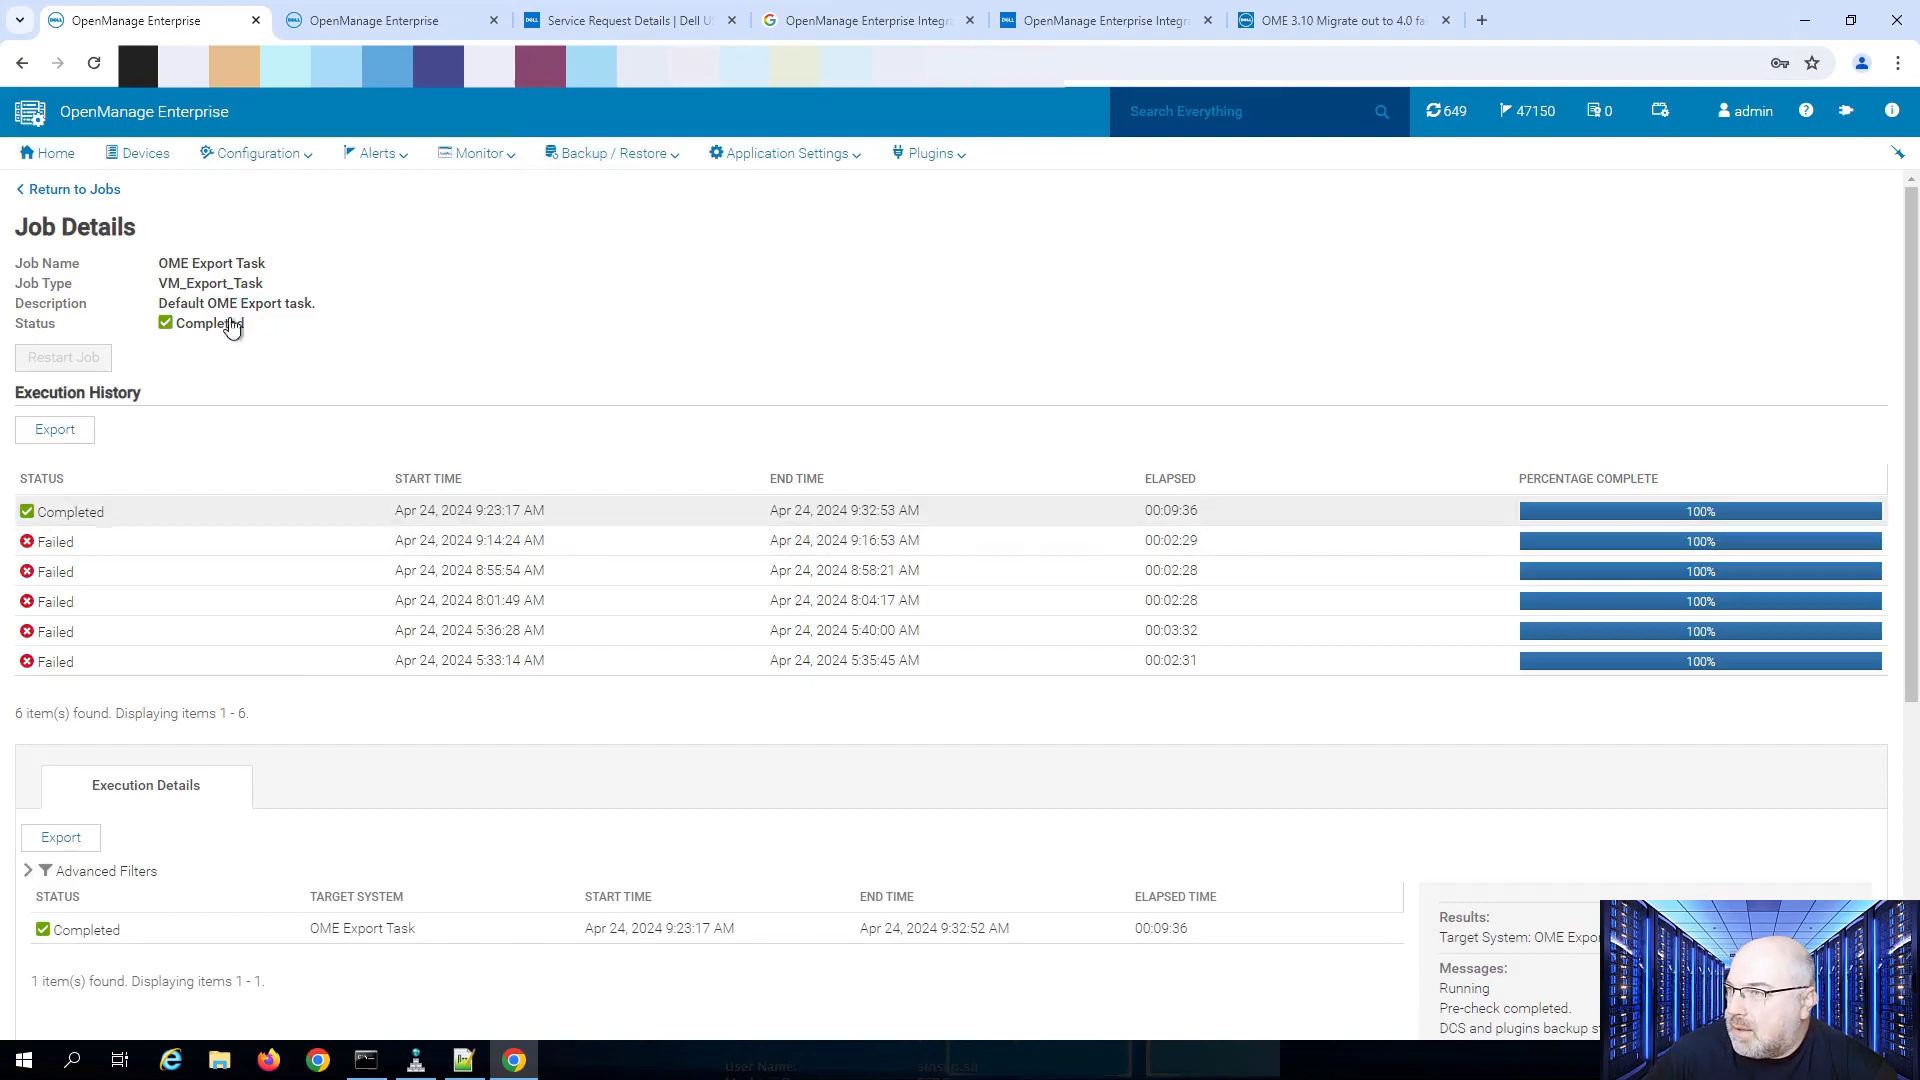 OpenManage Enterprise
OpenManage Enterprise
Service Request Details | Dell U
OpenManage Enterprise Integra
OpenManage Enterprise Integra
OME 3.10 Migrate out to 4.0 fai
OpenManage Enterprise
Search Everything
649
47150
0
admin
Home
Devices
Configuration
Alerts
Monitor
Backup / Restore
Application Settings
Plugins
Return to Jobs
Job Details
Job Name OME Export Task
Job Type VM_Export_Task
Description Default OME Export task.
Status Completed
Restart Job
Execution History
Export
STATUS START TIME END TIME ELAPSED PERCENTAGE COMPLETE
Completed Apr 24, 2024 9:23:17 AM Apr 24, 2024 9:32:53 AM 00:09:36 100%
Failed Apr 24, 2024 9:14:24 AM Apr 24, 2024 9:16:53 AM 00:02:29 100%
Failed Apr 24, 2024 8:55:54 AM Apr 24, 2024 8:58:21 AM 00:02:28 100%
Failed Apr 24, 2024 8:01:49 AM Apr 24, 2024 8:04:17 AM 00:02:28 100%
Failed Apr 24, 2024 5:36:28 AM Apr 24, 2024 5:40:00 AM 00:03:32 100%
Failed Apr 24, 2024 5:33:14 AM Apr 24, 2024 5:35:45 AM 00:02:31 100%
6 item(s) found. Displaying items 1 - 6.
Execution Details
Export
Advanced Filters
STATUS TARGET SYSTEM START TIME END TIME ELAPSED TIME
Completed OME Export Task Apr 24, 2024 9:23:17 AM Apr 24, 2024 9:32:52 AM 00:09:36
1 item(s) found. Displaying items 1 - 1.
Results:
Target System: OME Expo
Messages:
Running
Pre-check completed.
DCS and plugins backup s
User Name: